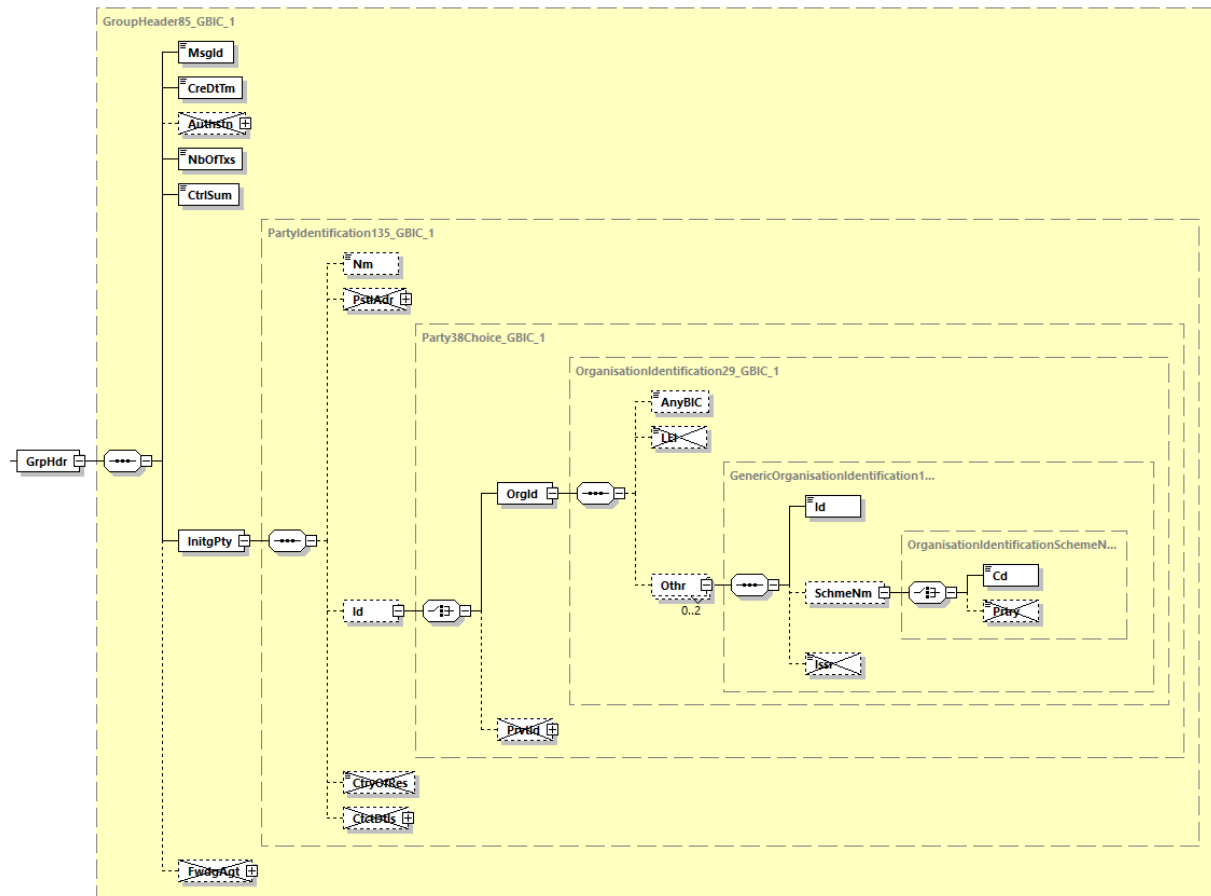 GroupHeader85_GBIC_1
MsgId
CreDtTm
Authstn
NbOfTxs
CtrlSum
PartyIdentification135_GBIC_1
Nm
PstlAdr
Party38Choice_GBIC_1
OrganisationIdentification29_GBIC_1
AnyBIC
LEI
GrpHdr
GenericOrganisationIdentification1...
OrgId
Id
OrganisationIdentificationSchemeN...
InitgPty
Cd
Othr
SchmeNm
0..2
Id
Prtry
Issr
PrvtId
CtryOfRes
CtctDtls
FwdgAgt